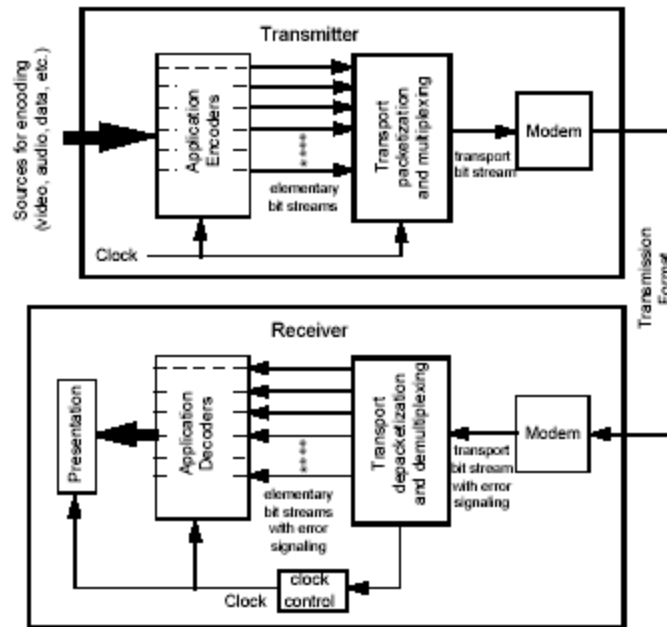 Transmitter
Sources for encoding
(video, audio, data, etc.)
Application
Encoders
****
elementary
bit streams
Transport
packetization
and multiplexing
transport
bit stream
Modem
Clock
Transmission
Format
Receiver
Presentation
Application
Decoders
****
elementary
bit streams
with error
signaling
Transport
depacketization
and demultiplexing
transport
bit stream
with error
signaling
Modem
Clock
clock
control